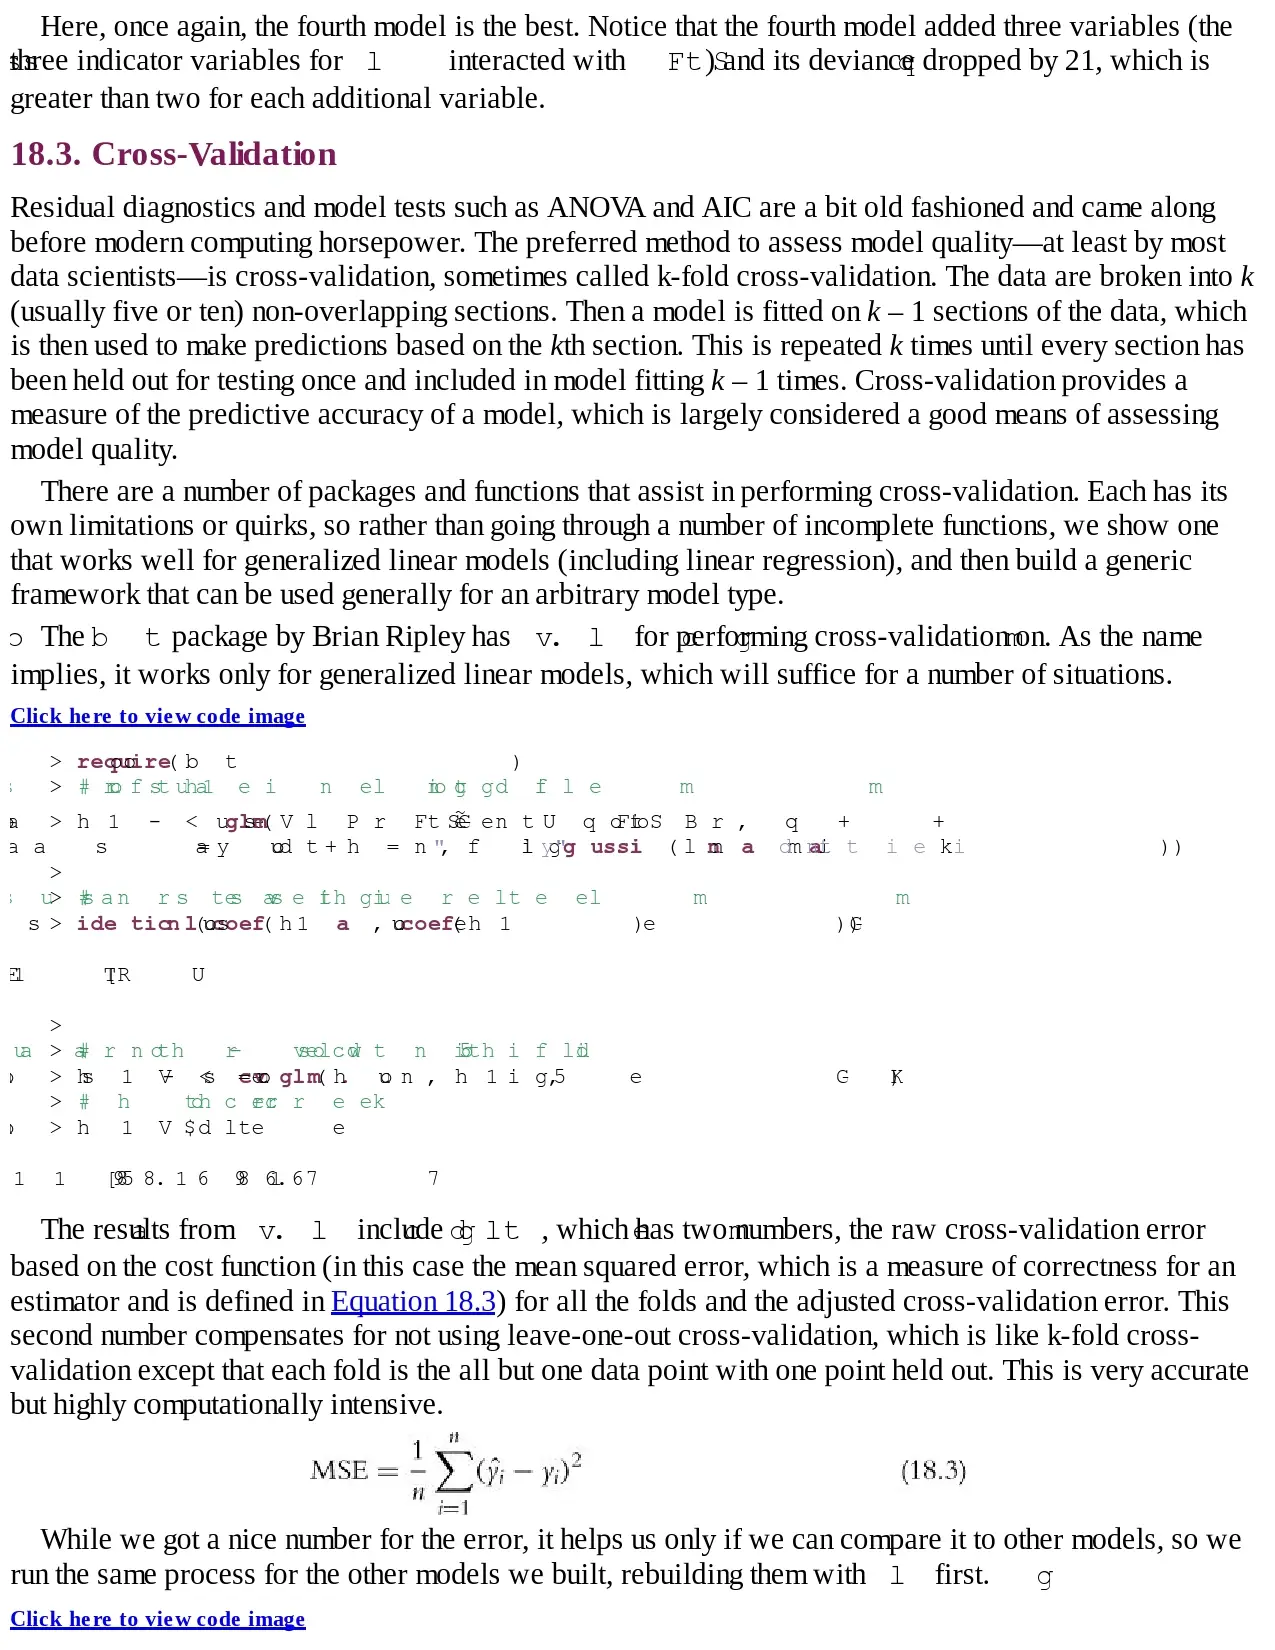 Here, once again, the fourth model is the best. Notice that the fourth model added three variables (the
three indicator variables for interacted with and its deviance dropped by 21, which is
greater than two for each additional variable.
18.3. Cross-Validation
Residual diagnostics and model tests such as ANOVA and AIC are a bit old fashioned and came along
before modern computing horsepower. The preferred method to assess model quality—at least by most
data scientists—is cross-validation, sometimes called k-fold cross-validation. The data are broken into k
(usually five or ten) non-overlapping sections. Then a model is fitted on k – 1 sections of the data, which
is then used to make predictions based on the kth section. This is repeated k times until every section has
been held out for testing once and included in model fitting k – 1 times. Cross-validation provides a
measure of the predictive accuracy of a model, which is largely considered a good means of assessing
model quality.
There are a number of packages and functions that assist in performing cross-validation. Each has its
own limitations or quirks, so rather than going through a number of incomplete functions, we show one
that works well for generalized linear models (including linear regression), and then build a generic
framework that can be used generally for an arbitrary model type.
The package by Brian Ripley has for performing cross-validation. As the name
implies, it works only for generalized linear models, which will suffice for a number of situations.
Click here to view code image
> require(
>
>
>
>
>
>
>
>
>
>
The results from include , which has two numbers, the raw cross-validation error
based on the cost function (in this case the mean squared error, which is a measure of correctness for an
estimator and is defined in Equation 18.3) for all the folds and the adjusted cross-validation error. This
second number compensates for not using leave-one-out cross-validation, which is like k-fold cross-
validation except that each fold is the all but one data point with one point held out. This is very accurate
but highly computationally intensive.
MSE = 1/n ∑ i=1 n (ŷi − yi)2 (18.3)
While we got a nice number for the error, it helps us only if we can compare it to other models, so we
run the same process for the other models we built, rebuilding them with first.
Click here to view code image